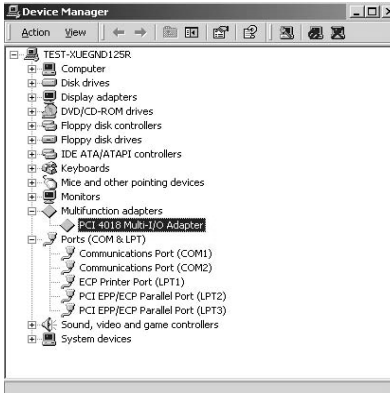 Device Manager
Action View
TEST-XUEGND125R
Computer
Disk drives
Display adapters
DVD/CD-ROM drives
Floppy disk controllers
Floppy disk drives
IDE ATA/ATAPI controllers
Keyboards
Mice and other pointing devices
Monitors
Multifunction adapters
PCI 4018 Multi-I/O Adapter
Ports (COM & LPT)
Communications Port (COM1)
Communications Port (COM2)
ECP Printer Port (LPT1)
PCI EPP/ECP Parallel Port (LPT2)
PCI EPP/ECP Parallel Port (LPT3)
Sound, video and game controllers
System devices